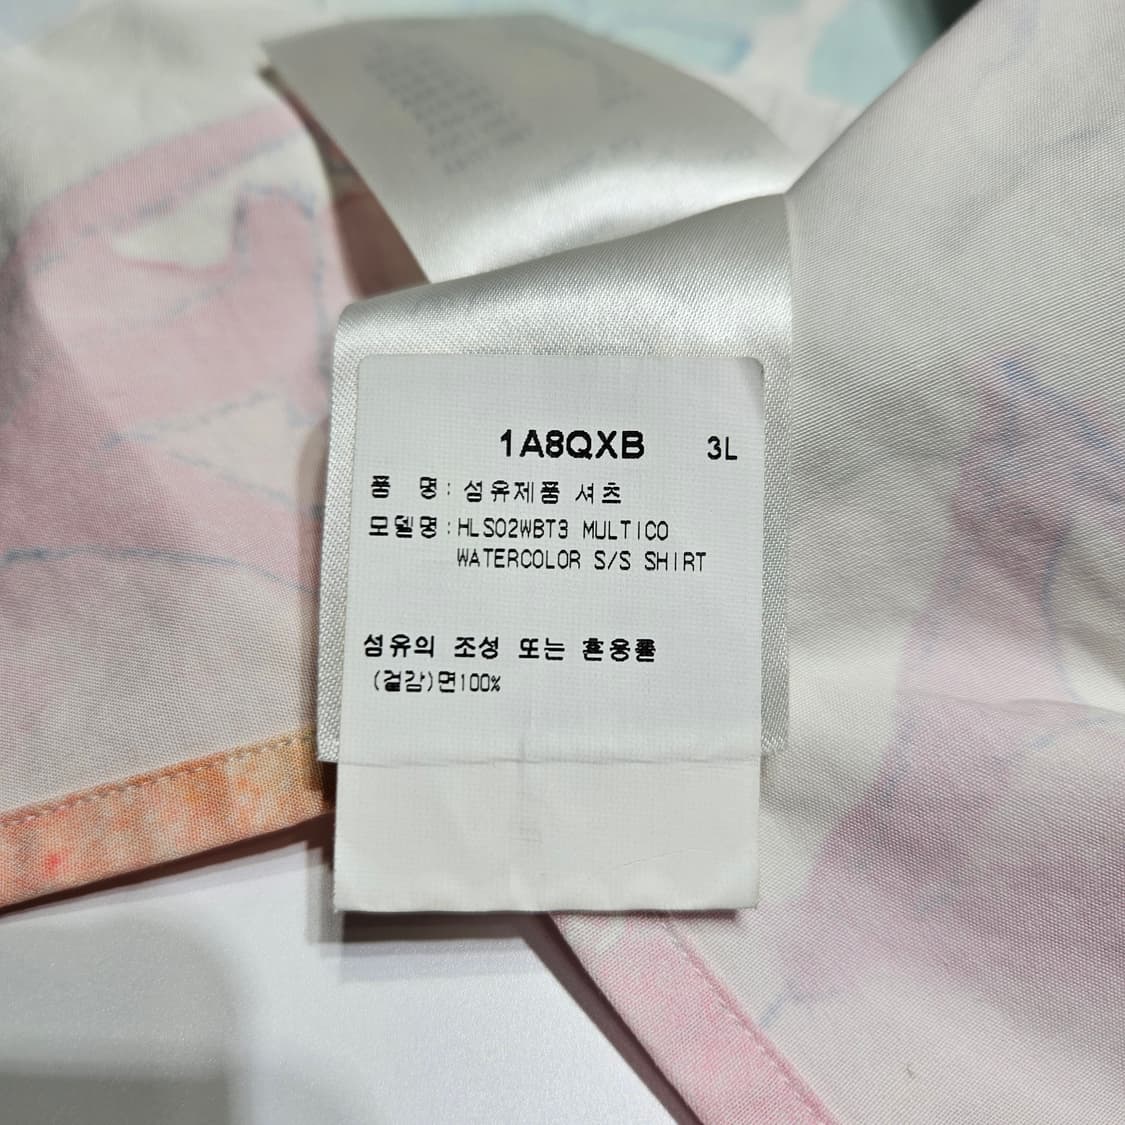 1A8QXB 3L
품 명: 섬유제품 셔츠
모델명: HLS02WBT3 MULTICO
WATERCOLOR S/S SHIRT
섬유의 조성 또는 혼용률
(겉감)면100%